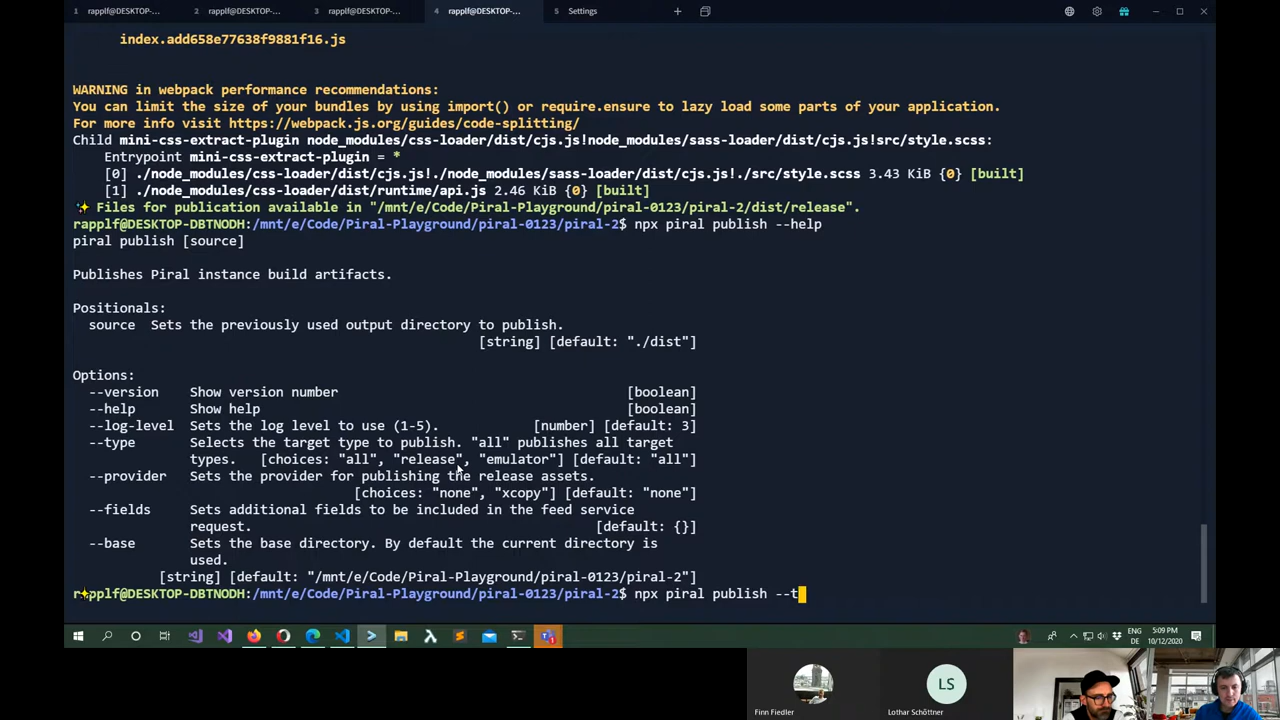 1 rapplf@DESKTOP-... 2 rapplf@DESKTOP-... 3 rapplf@DESKTOP-... 4 rapplf@DESKTOP-... 5 Settings
index.add658e77638f9881f16.js
WARNING in webpack performance recommendations:
You can limit the size of your bundles by using import() or require.ensure to lazy load some parts of your application.
For more info visit https://webpack.js.org/guides/code-splitting/
Child mini-css-extract-plugin node_modules/css-loader/dist/cjs.js!node_modules/sass-loader/dist/cjs.js!src/style.scss:
Entrypoint mini-css-extract-plugin = *
[0] ./node_modules/css-loader/dist/cjs.js!./node_modules/sass-loader/dist/cjs.js!./src/style.scss 3.43 KiB {0} [built]
[1] ./node_modules/css-loader/dist/runtime/api.js 2.46 KiB {0} [built]
Files for publication available in "/mnt/e/Code/Piral-Playground/piral-0123/piral-2/dist/release".
rapplf@DESKTOP-DBTNODH:/mnt/e/Code/Piral-Playground/piral-0123/piral-2$ npx piral publish --help
piral publish [source]
Publishes Piral instance build artifacts.
Positionals:
source Sets the previously used output directory to publish.
[string] [default: "./dist"]
Options:
--version Show version number [boolean]
--help Show help [boolean]
--log-level Sets the log level to use (1-5). [number] [default: 3]
--type Selects the target type to publish. "all" publishes all target
types. [choices: "all", "release", "emulator"] [default: "all"]
--provider Sets the provider for publishing the release assets.
[choices: "none", "xcopy"] [default: "none"]
--fields Sets additional fields to be included in the feed service
request. [default: {}]
--base Sets the base directory. By default the current directory is
used.
[string] [default: "/mnt/e/Code/Piral-Playground/piral-0123/piral-2"]
rapplf@DESKTOP-DBTNODH:/mnt/e/Code/Piral-Playground/piral-0123/piral-2$ npx piral publish --t
ENG 5:09 PM
DE 10/12/2020
LS
Finn Fiedler
Lothar Schöttner